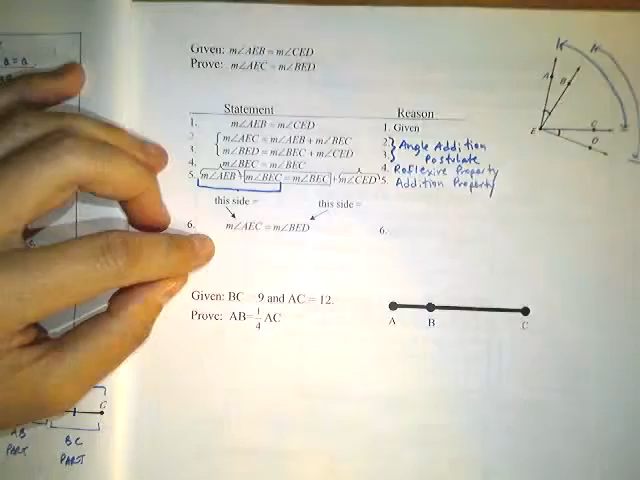 a = a
Given: m∠AEB = m∠CED
Prove: m∠AEC = m∠BED
A
B
E
C
D
Statement Reason
1. m∠AEB = m∠CED 1. Given
2. m∠AEC = m∠AEB + m∠BEC 2. Angle Addition
3. m∠BED = m∠BEC + m∠CED 3. Postulate
4. m∠BEC = m∠BEC 4. Reflexive Property
5. m∠AEB + m∠BEC = m∠BEC + m∠CED 5. Addition Property
this side = this side =
6. m∠AEC = m∠BED 6.
Given: BC 9 and AC = 12.
Prove: AB = 1/4 AC
A B C
C
AB BC
PART PART